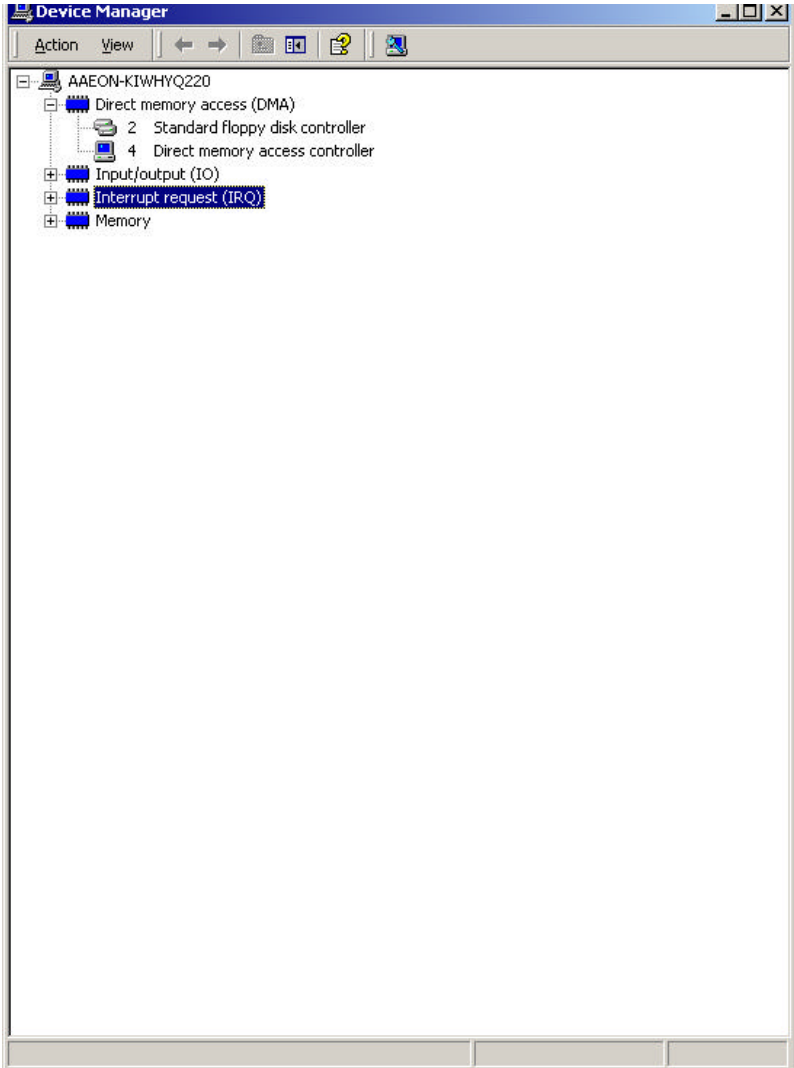 Device Manager
Action View
AAEON-KIWHYQ220
Direct memory access (DMA)
2 Standard floppy disk controller
4 Direct memory access controller
Input/output (IO)
Interrupt request (IRQ)
Memory